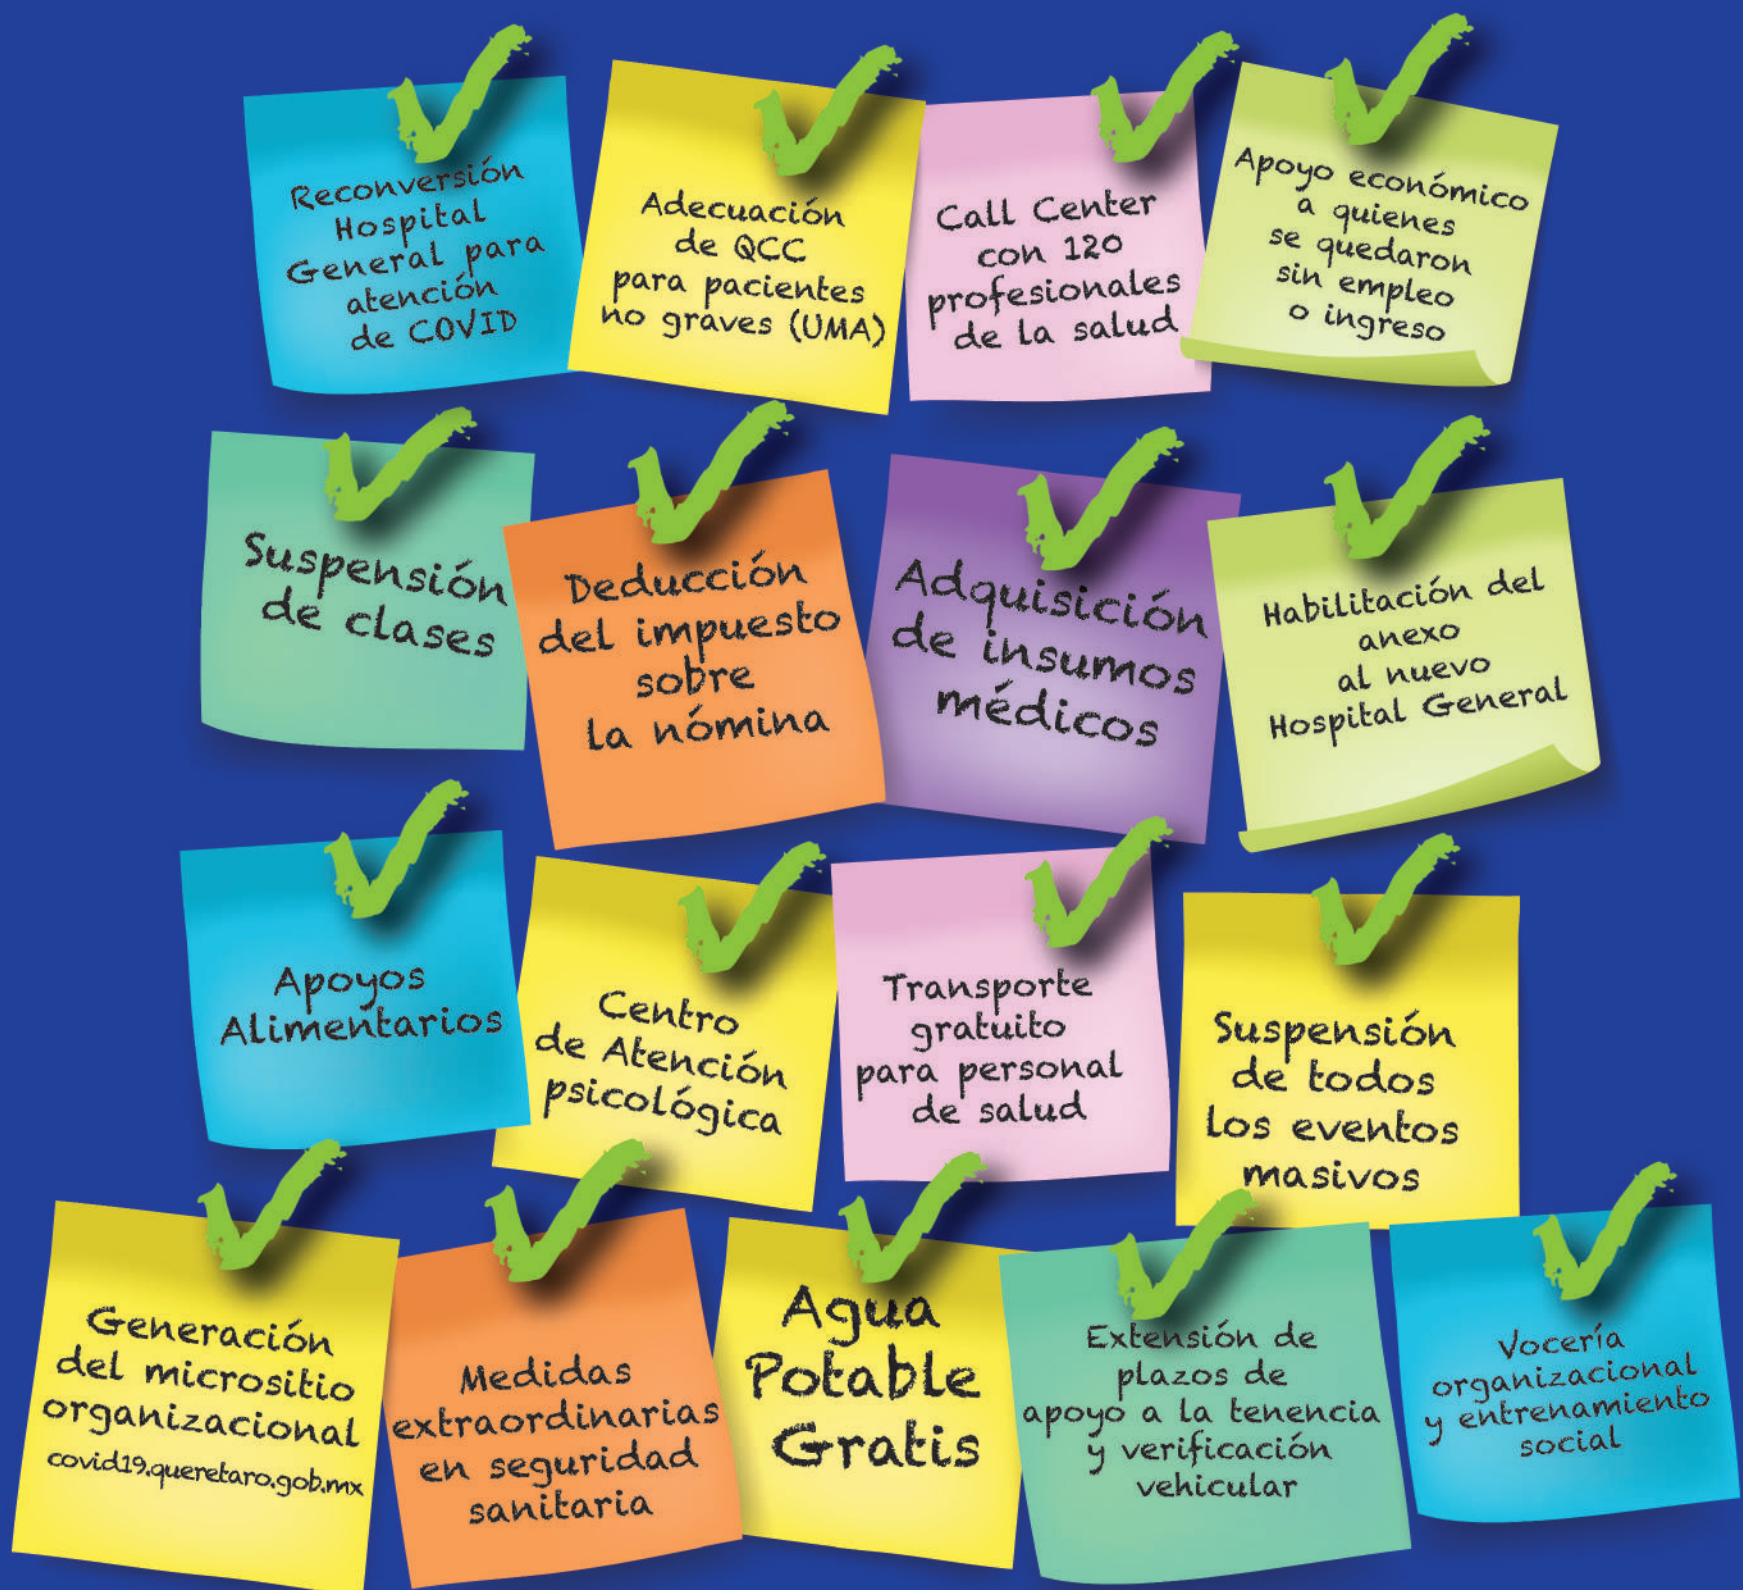 Reconversión
Hospital
General para
atención
de COVID
Adecuación
de QCC
para pacientes
no graves (UMA)
Call Center
con 120
profesionales
de la salud
Apoyo económico
a quienes
se quedaron
sin empleo
o ingreso
Suspensión
de clases
Deducción
del impuesto
sobre
la nómina
Adquisición
de insumos
médicos
Habilitación del
anexo
al nuevo
Hospital General
Apoyos
Alimentarios
Centro
de Atención
psicológica
Transporte
gratuito
para personal
de salud
Suspensión
de todos
los eventos
masivos
Generación
del micrositio
organizacional
covid19.queretaro.gob.mx
Medidas
extraordinarias
en seguridad
sanitaria
Agua
Potable
Gratis
Extensión de
plazos de
apoyo a la tenencia
y verificación
vehicular
Vocería
organizacional
y entrenamiento
social